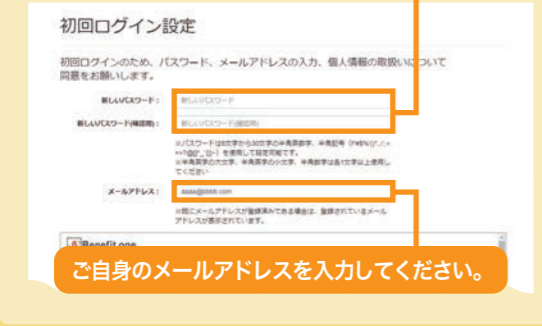 初回ログイン設定
初回ログインのため、パスワード、メールアドレスの入力、個人情報の取扱いについて
同意をお願いします。
新しいパスワード：
新しいパスワード
新しいパスワード(確認用)：
新しいパスワード(確認用)
※パスワードは8文字から30文字の半角英数字、半角記号
を使用して設定可能です。
※半角英字の大文字、半角英字の小文字、半角数字は各1文字以上使用し
てください
メールアドレス：
※既にメールアドレスが登録済みである場合は、登録されているメール
アドレスが表示されています。
Benefit one
ご自身のメールアドレスを入力してください。